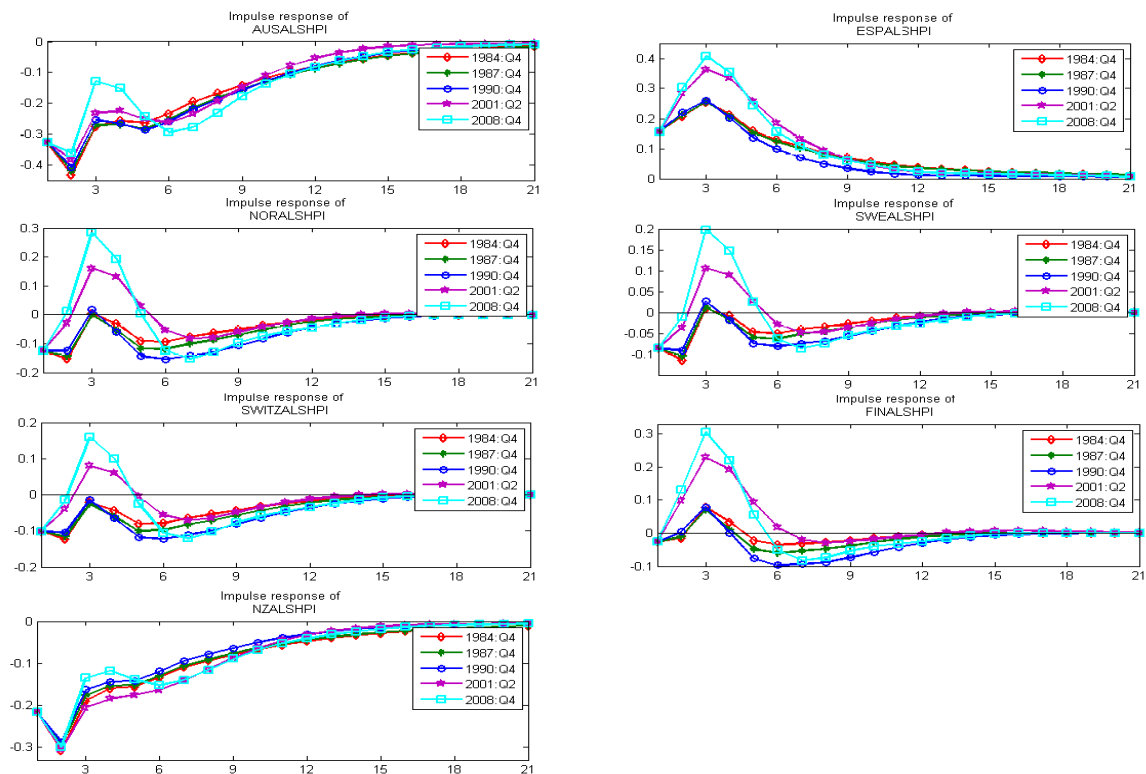 Impulse response of
AUSALSHPI
0
-0.1
-0.2
-0.3
-0.4
3 6 9 12 15 18 21
1984:Q4
1987:Q4
1990:Q4
2001:Q2
2008:Q4
Impulse response of
ESPALSHPI
0.4
0.3
0.2
0.1
0
3 6 9 12 15 18 21
1984:Q4
1987:Q4
1990:Q4
2001:Q2
2008:Q4
Impulse response of
NORALSHPI
0.3
0.2
0.1
0
-0.1
-0.2
3 6 9 12 15 18 21
1984:Q4
1987:Q4
1990:Q4
2001:Q2
2008:Q4
Impulse response of
SWEALSHPI
0.2
0.15
0.1
0.05
0
-0.05
-0.1
3 6 9 12 15 18 21
1984:Q4
1987:Q4
1990:Q4
2001:Q2
2008:Q4
Impulse response of
SWITZALSHPI
0.2
0.1
0
-0.1
-0.2
3 6 9 12 15 18 21
1984:Q4
1987:Q4
1990:Q4
2001:Q2
2008:Q4
Impulse response of
FINALSHPI
0.3
0.2
0.1
0
-0.1
3 6 9 12 15 18 21
1984:Q4
1987:Q4
1990:Q4
2001:Q2
2008:Q4
Impulse response of
NZALSHPI
0
-0.1
-0.2
-0.3
3 6 9 12 15 18 21
1984:Q4
1987:Q4
1990:Q4
2001:Q2
2008:Q4